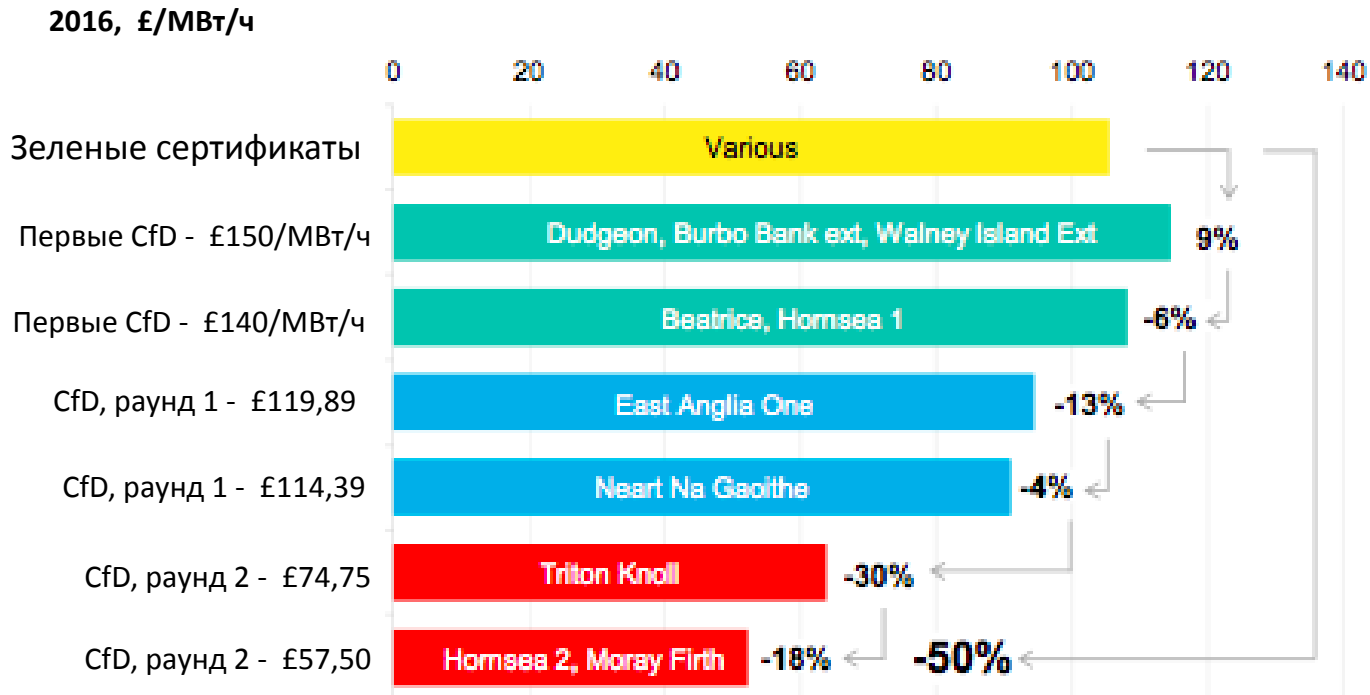 2016, £/МВт/ч
0 20 40 60 80 100 120 140
Зеленые сертификаты Various
Первые CfD - £150/МВт/ч Dudgeon, Burbo Bank ext, Walney Island Ext 9%
Первые CfD - £140/МВт/ч Beatrice, Hornsea 1 -6%
CfD, раунд 1 - £119,89 East Anglia One -13%
CfD, раунд 1 - £114,39 Neart Na Gaoithe -4%
CfD, раунд 2 - £74,75 Triton Knoll -30%
CfD, раунд 2 - £57,50 Hornsea 2, Moray Firth -18% -50%